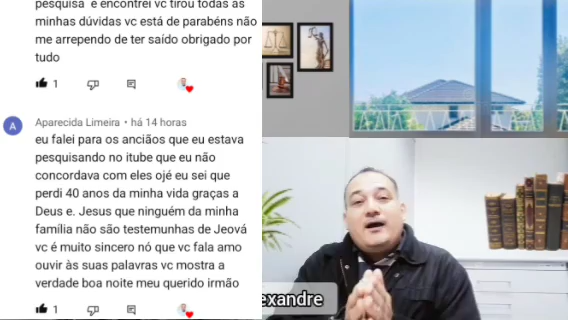 pesquisa e encontrei vc tirou todas as
minhas dúvidas vc está de parabéns não
me arrependo de ter saído obrigado por
tudo
1
A
Aparecida Limeira • há 14 horas
eu falei para os anciãos que eu estava
pesquisando no itube que eu não
concordava com eles ojé eu sei que
perdi 40 anos da minha vida graças a
Deus e. Jesus que ninguém da minha
família não são testemunhas de Jeová
vc é muito sincero nó que vc fala amo
ouvir às suas palavras vc mostra a
verdade boa noite meu querido irmão
1
exandre